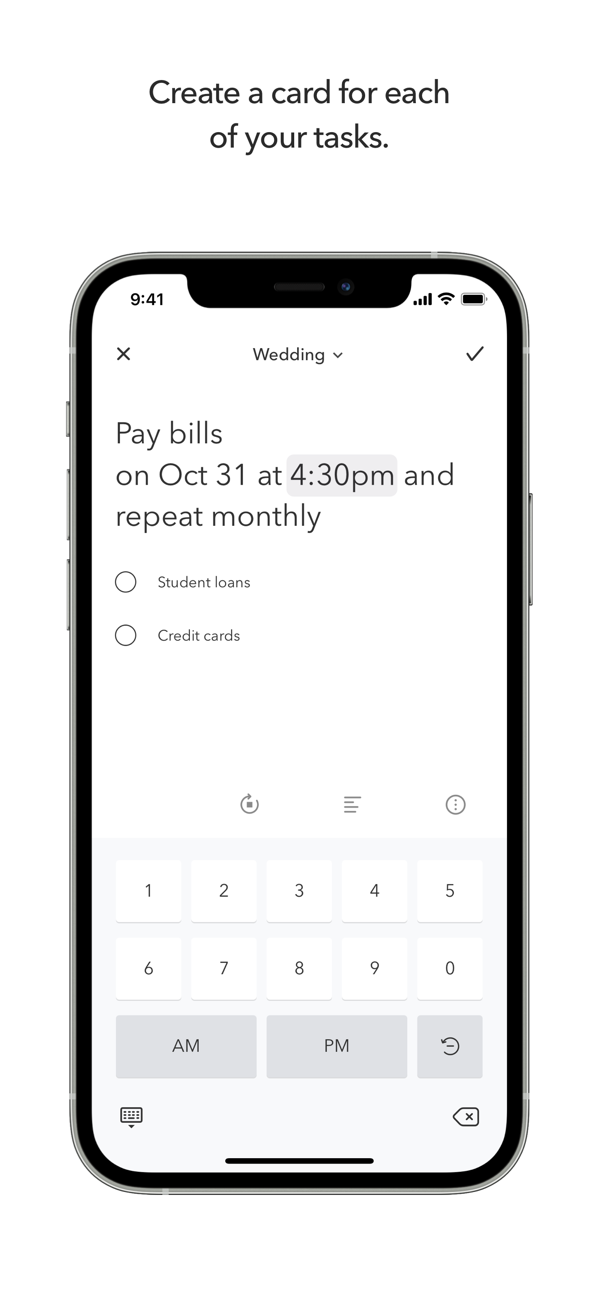 Create a card for each
of your tasks.
9:41
Wedding
Pay bills
on Oct 31 at 4:30pm and
repeat monthly
Student loans
Credit cards
1 2 3 4 5
6 7 8 9 0
AM PM